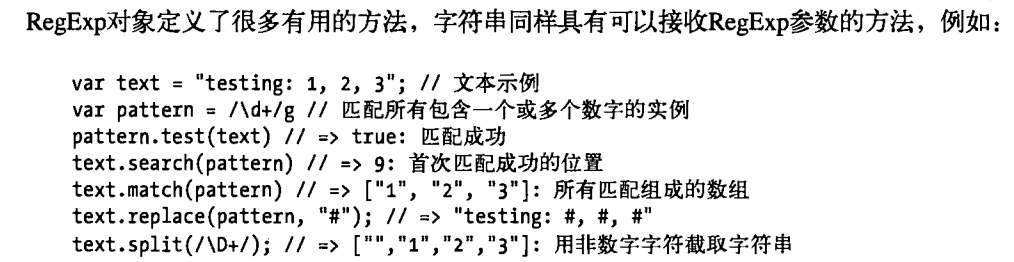 RegExp对象定义了很多有用的方法，字符串同样具有可以接收RegExp参数的方法，例如：
var text = "testing: 1, 2, 3"; // 文本示例
var pattern = /\d+/g // 匹配所有包含一个或多个数字的实例
pattern.test(text) // => true: 匹配成功
text.search(pattern) // => 9: 首次匹配成功的位置
text.match(pattern) // => ["1", "2", "3"]: 所有匹配组成的数组
text.replace(pattern, "#"); // => "testing: #, #, #"
text.split(/\D+/); // => ["","1","2","3"]: 用非数字字符截取字符串